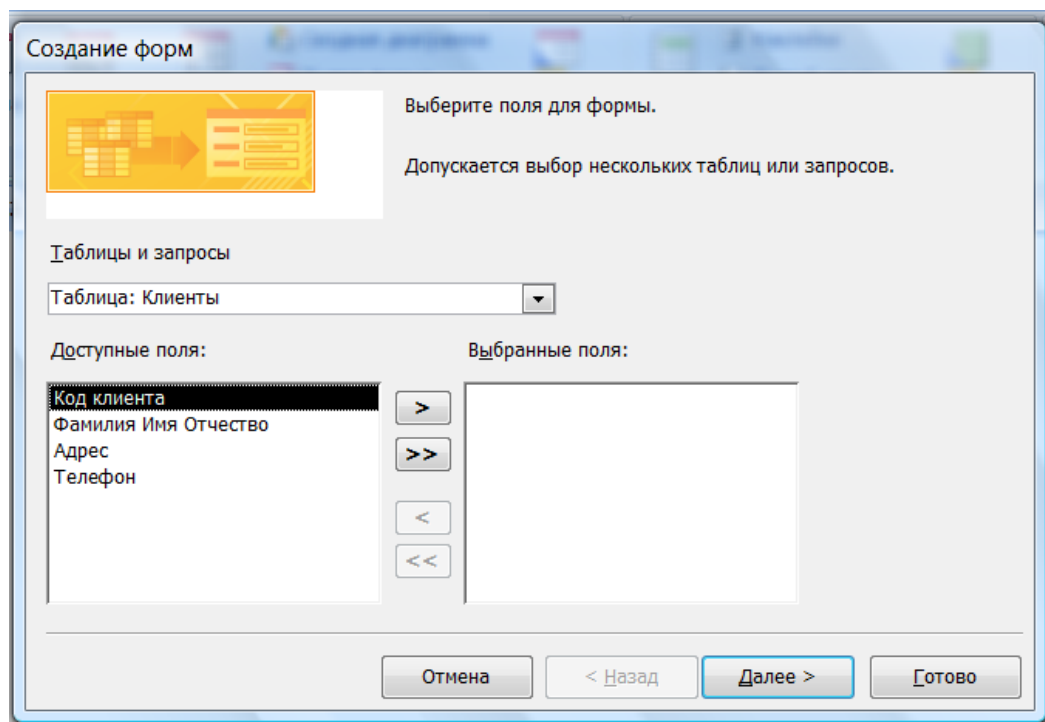 Создание форм
Выберите поля для формы.
Допускается выбор нескольких таблиц или запросов.
Таблицы и запросы
Таблица: Клиенты
Доступные поля:
Выбранные поля:
Код клиента
Фамилия Имя Отчество
Адрес
Телефон
>
>>
<
<<
Отмена
< Назад
Далее >
Готово